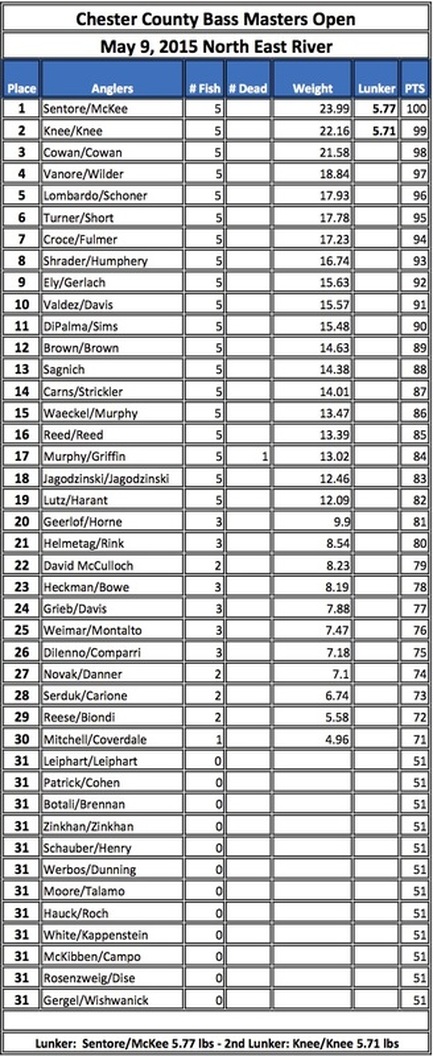 Chester County Bass Masters Open
May 9, 2015 North East River
Place Anglers # Fish # Dead Weight Lunker PTS
1 Sentore/McKee 5 23.99 5.77 100
2 Knee/Knee 5 22.16 5.71 99
3 Cowan/Cowan 5 21.58 98
4 Vanore/Wilder 5 18.84 97
5 Lombardo/Schoner 5 17.93 96
6 Turner/Short 5 17.78 95
7 Croce/Fulmer 5 17.23 94
8 Shrader/Humphery 5 16.74 93
9 Ely/Gerlach 5 15.63 92
10 Valdez/Davis 5 15.57 91
11 DiPalma/Sims 5 15.48 90
12 Brown/Brown 5 14.63 89
13 Sagnich 5 14.38 88
14 Carns/Strickler 5 14.01 87
15 Waeckel/Murphy 5 13.47 86
16 Reed/Reed 5 13.39 85
17 Murphy/Griffin 5 1 13.02 84
18 Jagodzinski/Jagodzinski 5 12.46 83
19 Lutz/Harant 5 12.09 82
20 Geerlof/Horne 3 9.9 81
21 Helmetag/Rink 3 8.54 80
22 David McCulloch 2 8.23 79
23 Heckman/Bowe 3 8.19 78
24 Grieb/Davis 3 7.88 77
25 Weimar/Montalto 3 7.47 76
26 DiIenno/Comparri 3 7.18 75
27 Novak/Danner 2 7.1 74
28 Serduk/Carione 2 6.74 73
29 Reese/Biondi 2 5.58 72
30 Mitchell/Coverdale 1 4.96 71
31 Leiphart/Leiphart 0 51
31 Patrick/Cohen 0 51
31 Botali/Brennan 0 51
31 Zinkhan/Zinkhan 0 51
31 Schauber/Henry 0 51
31 Werbos/Dunning 0 51
31 Moore/Talamo 0 51
31 Hauck/Roch 0 51
31 White/Kappenstein 0 51
31 McKibben/Campo 0 51
31 Rosenzweig/Dise 0 51
31 Gergel/Wishwanick 0 51
Lunker: Sentore/McKee 5.77 lbs - 2nd Lunker: Knee/Knee 5.71 lbs